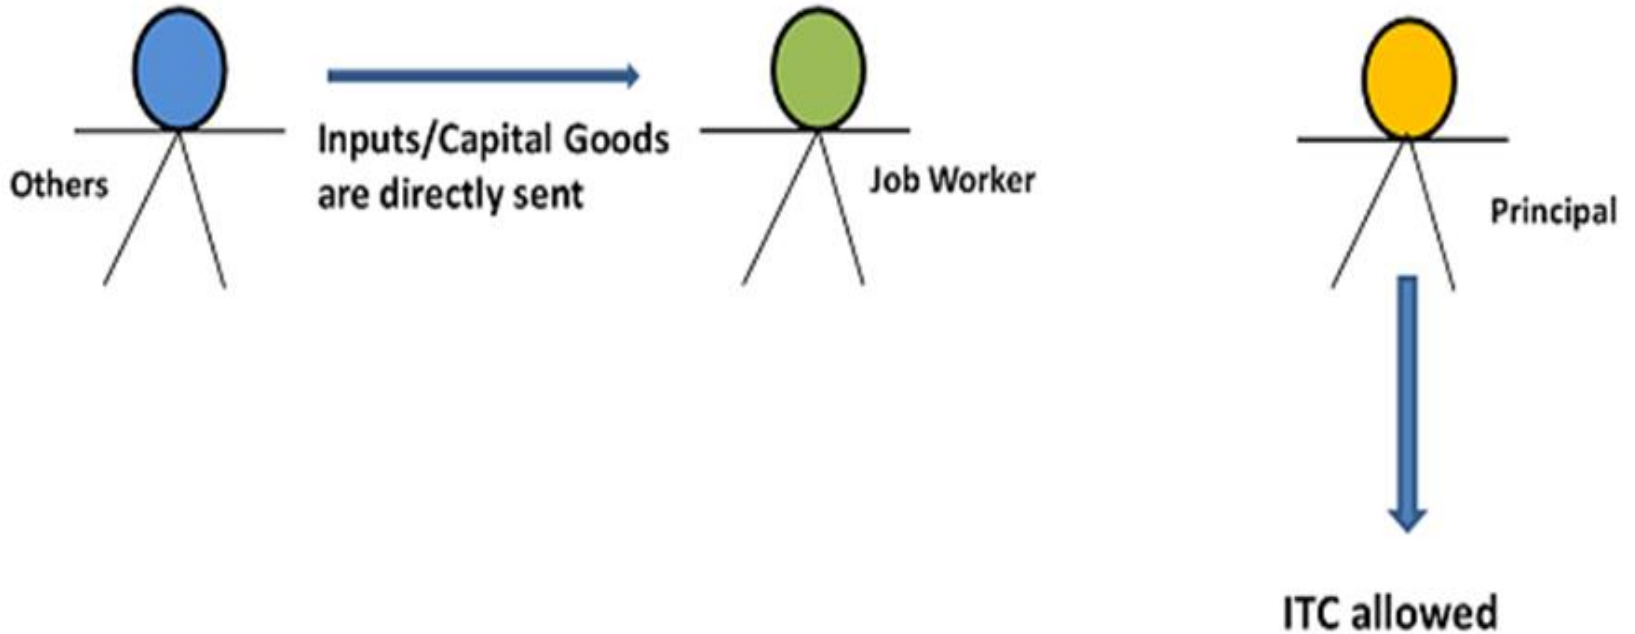 Others
Inputs/Capital Goods
are directly sent
Job Worker
Principal
ITC allowed